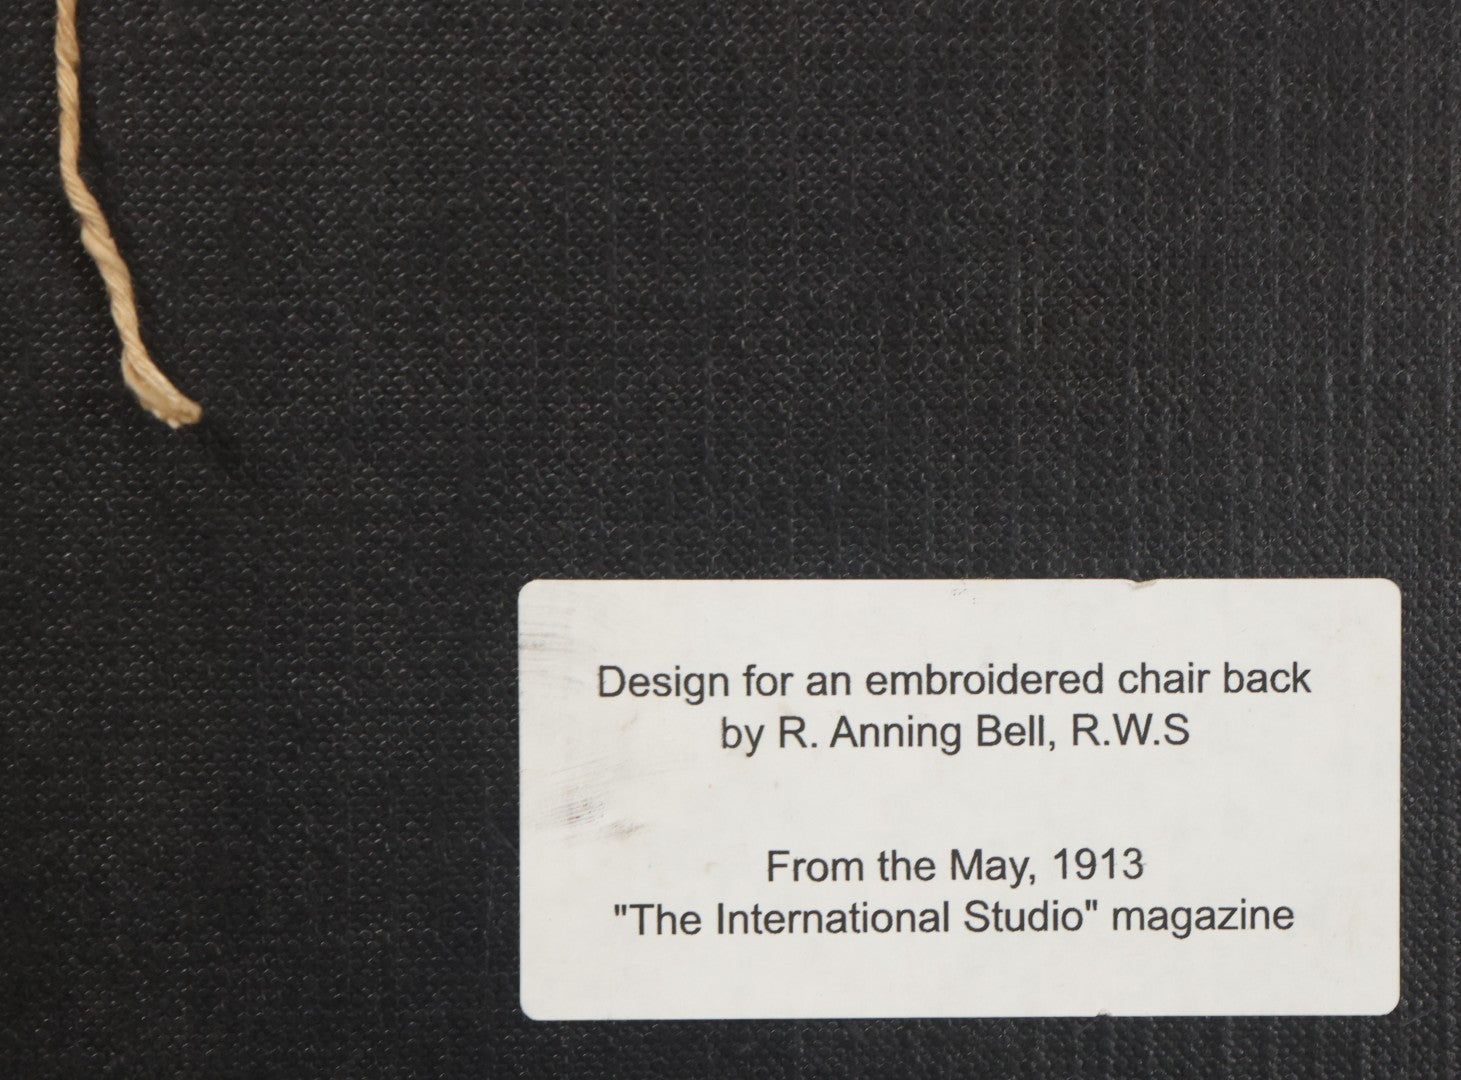 Design for an embroidered chair back
by R. Anning Bell, R.W.S
From the May, 1913
"The International Studio" magazine